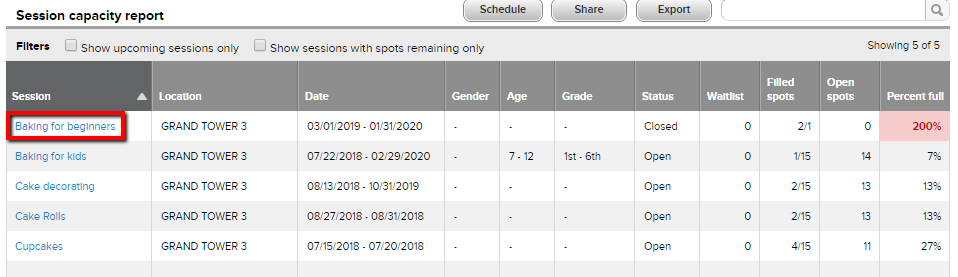 Session capacity report
Schedule Share Export
Filters Show upcoming sessions only Show sessions with spots remaining only Showing 5 of 5
Session Location Date Gender Age Grade Status Waitlist Filled spots Open spots Percent full
Baking for beginners GRAND TOWER 3 03/01/2019 - 01/31/2020 - - - Closed 0 2/1 0 200%
Baking for kids GRAND TOWER 3 07/22/2018 - 02/29/2020 - 7 - 12 1st - 6th Open 0 1/15 14 7%
Cake decorating GRAND TOWER 3 08/13/2018 - 10/31/2019 - - - Open 0 2/15 13 13%
Cake Rolls GRAND TOWER 3 08/27/2018 - 08/31/2018 - - - Open 0 2/15 13 13%
Cupcakes GRAND TOWER 3 07/15/2018 - 07/20/2018 - - - Open 0 4/15 11 27%